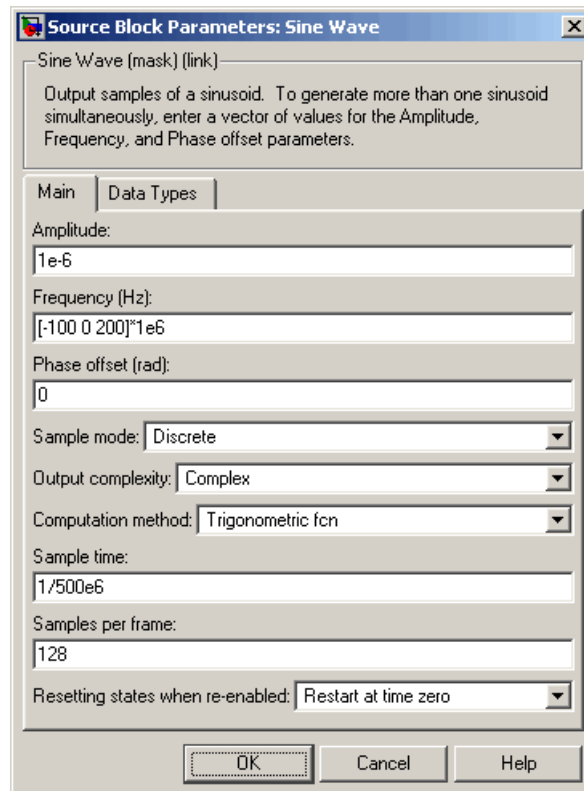 Source Block Parameters: Sine Wave
Sine Wave (mask) (link)
Output samples of a sinusoid. To generate more than one sinusoid
simultaneously, enter a vector of values for the Amplitude,
Frequency, and Phase offset parameters.
Main Data Types
Amplitude:
1e-6
Frequency (Hz):
[-100 0 200]*1e6
Phase offset (rad):
0
Sample mode: Discrete
Output complexity: Complex
Computation method: Trigonometric fcn
Sample time:
1/500e6
Samples per frame:
128
Resetting states when re-enabled: Restart at time zero
OK Cancel Help